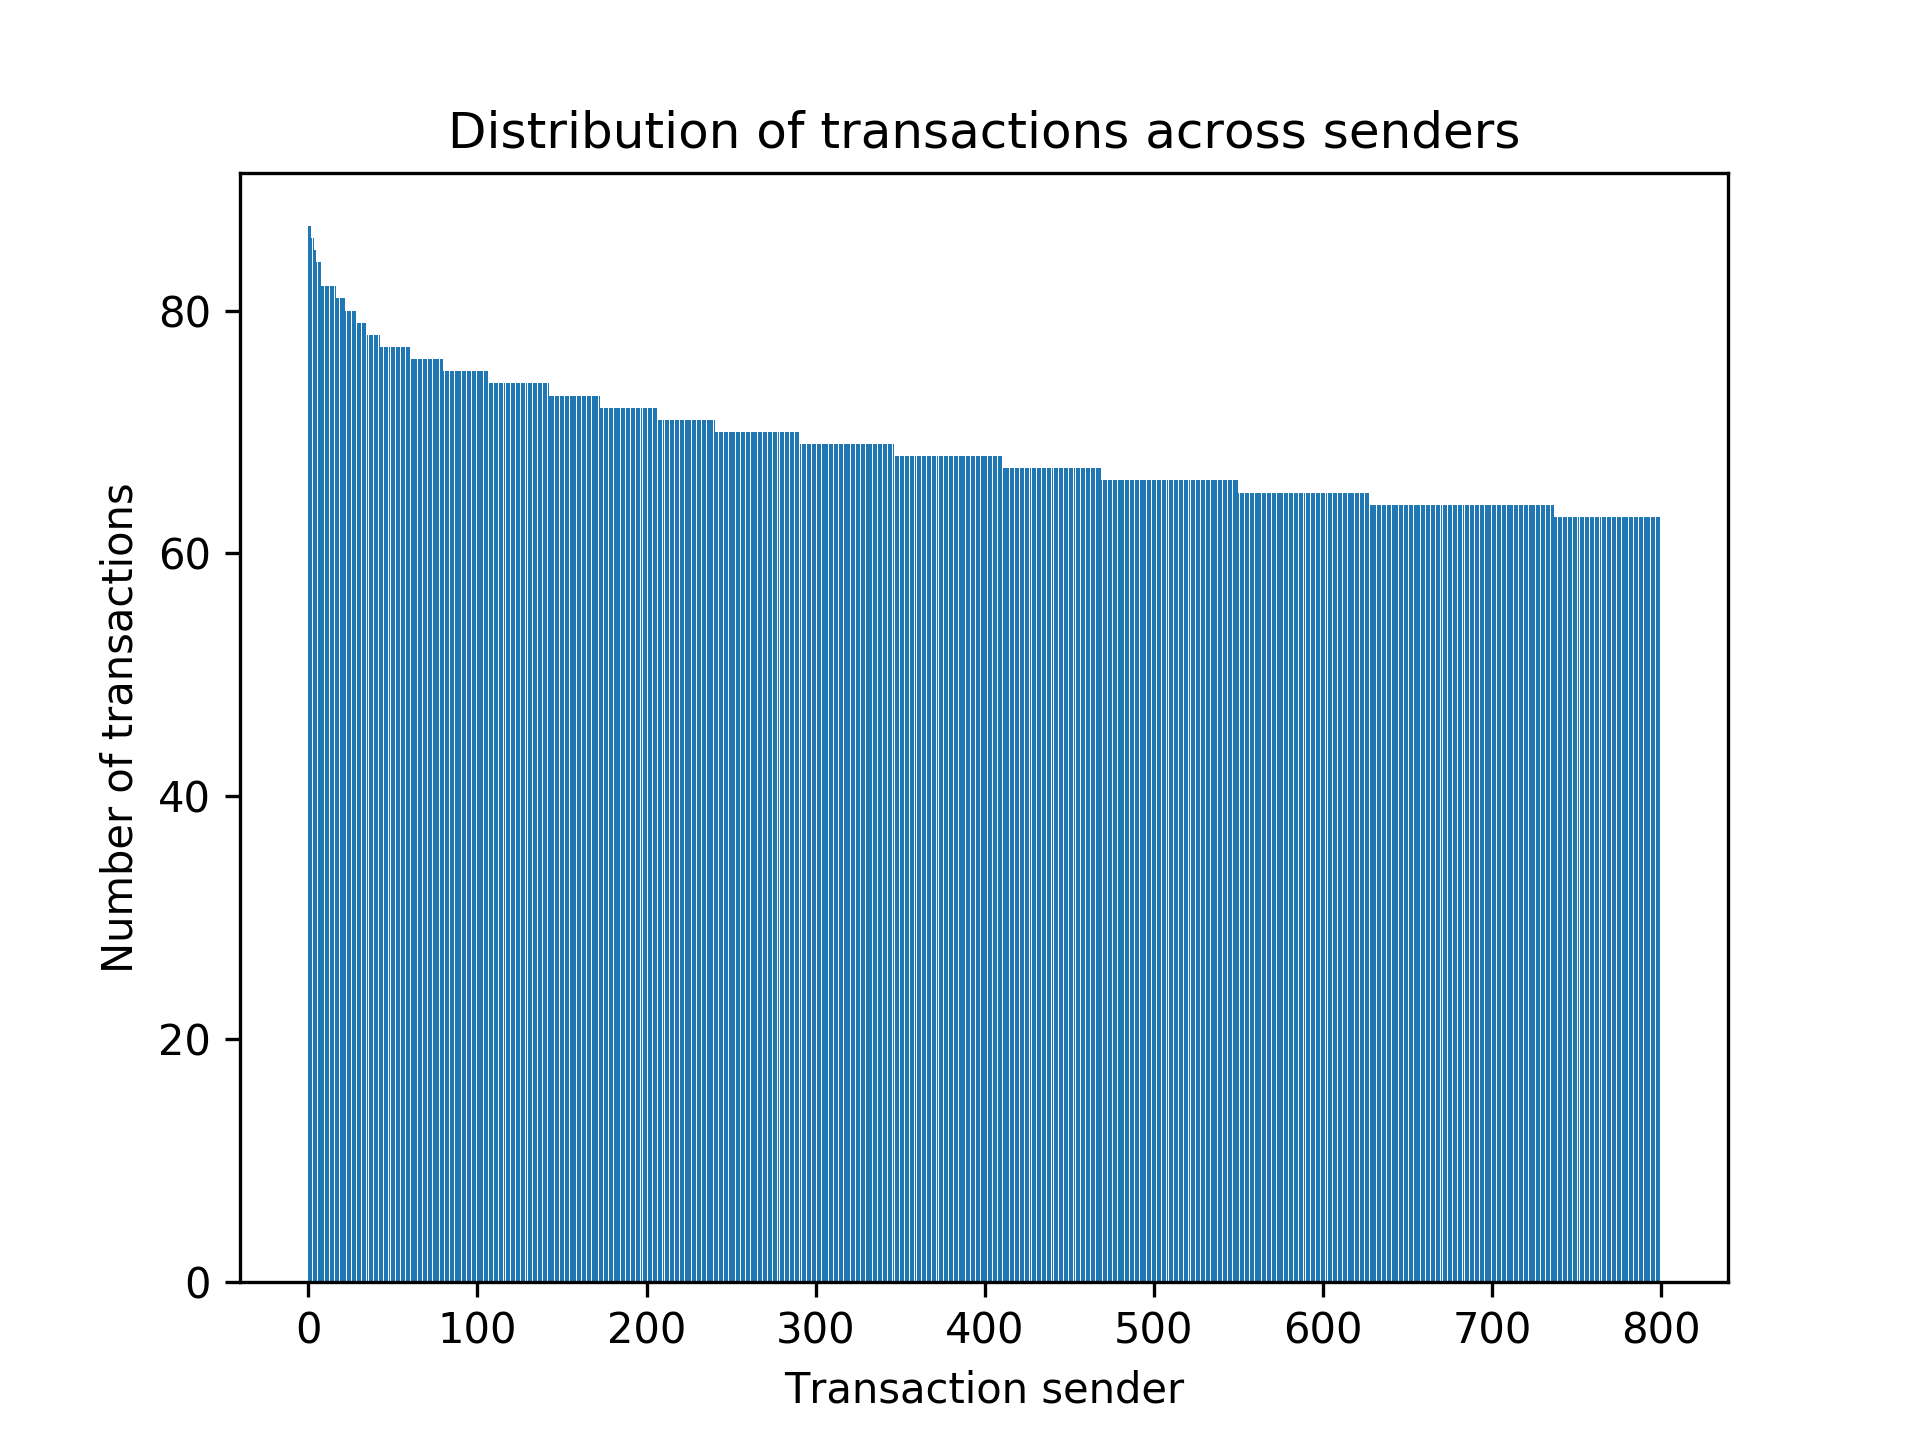 Distribution of transactions across senders
Number of transactions
80
60
40
20
0
0 100 200 300 400 500 600 700 800
Transaction sender